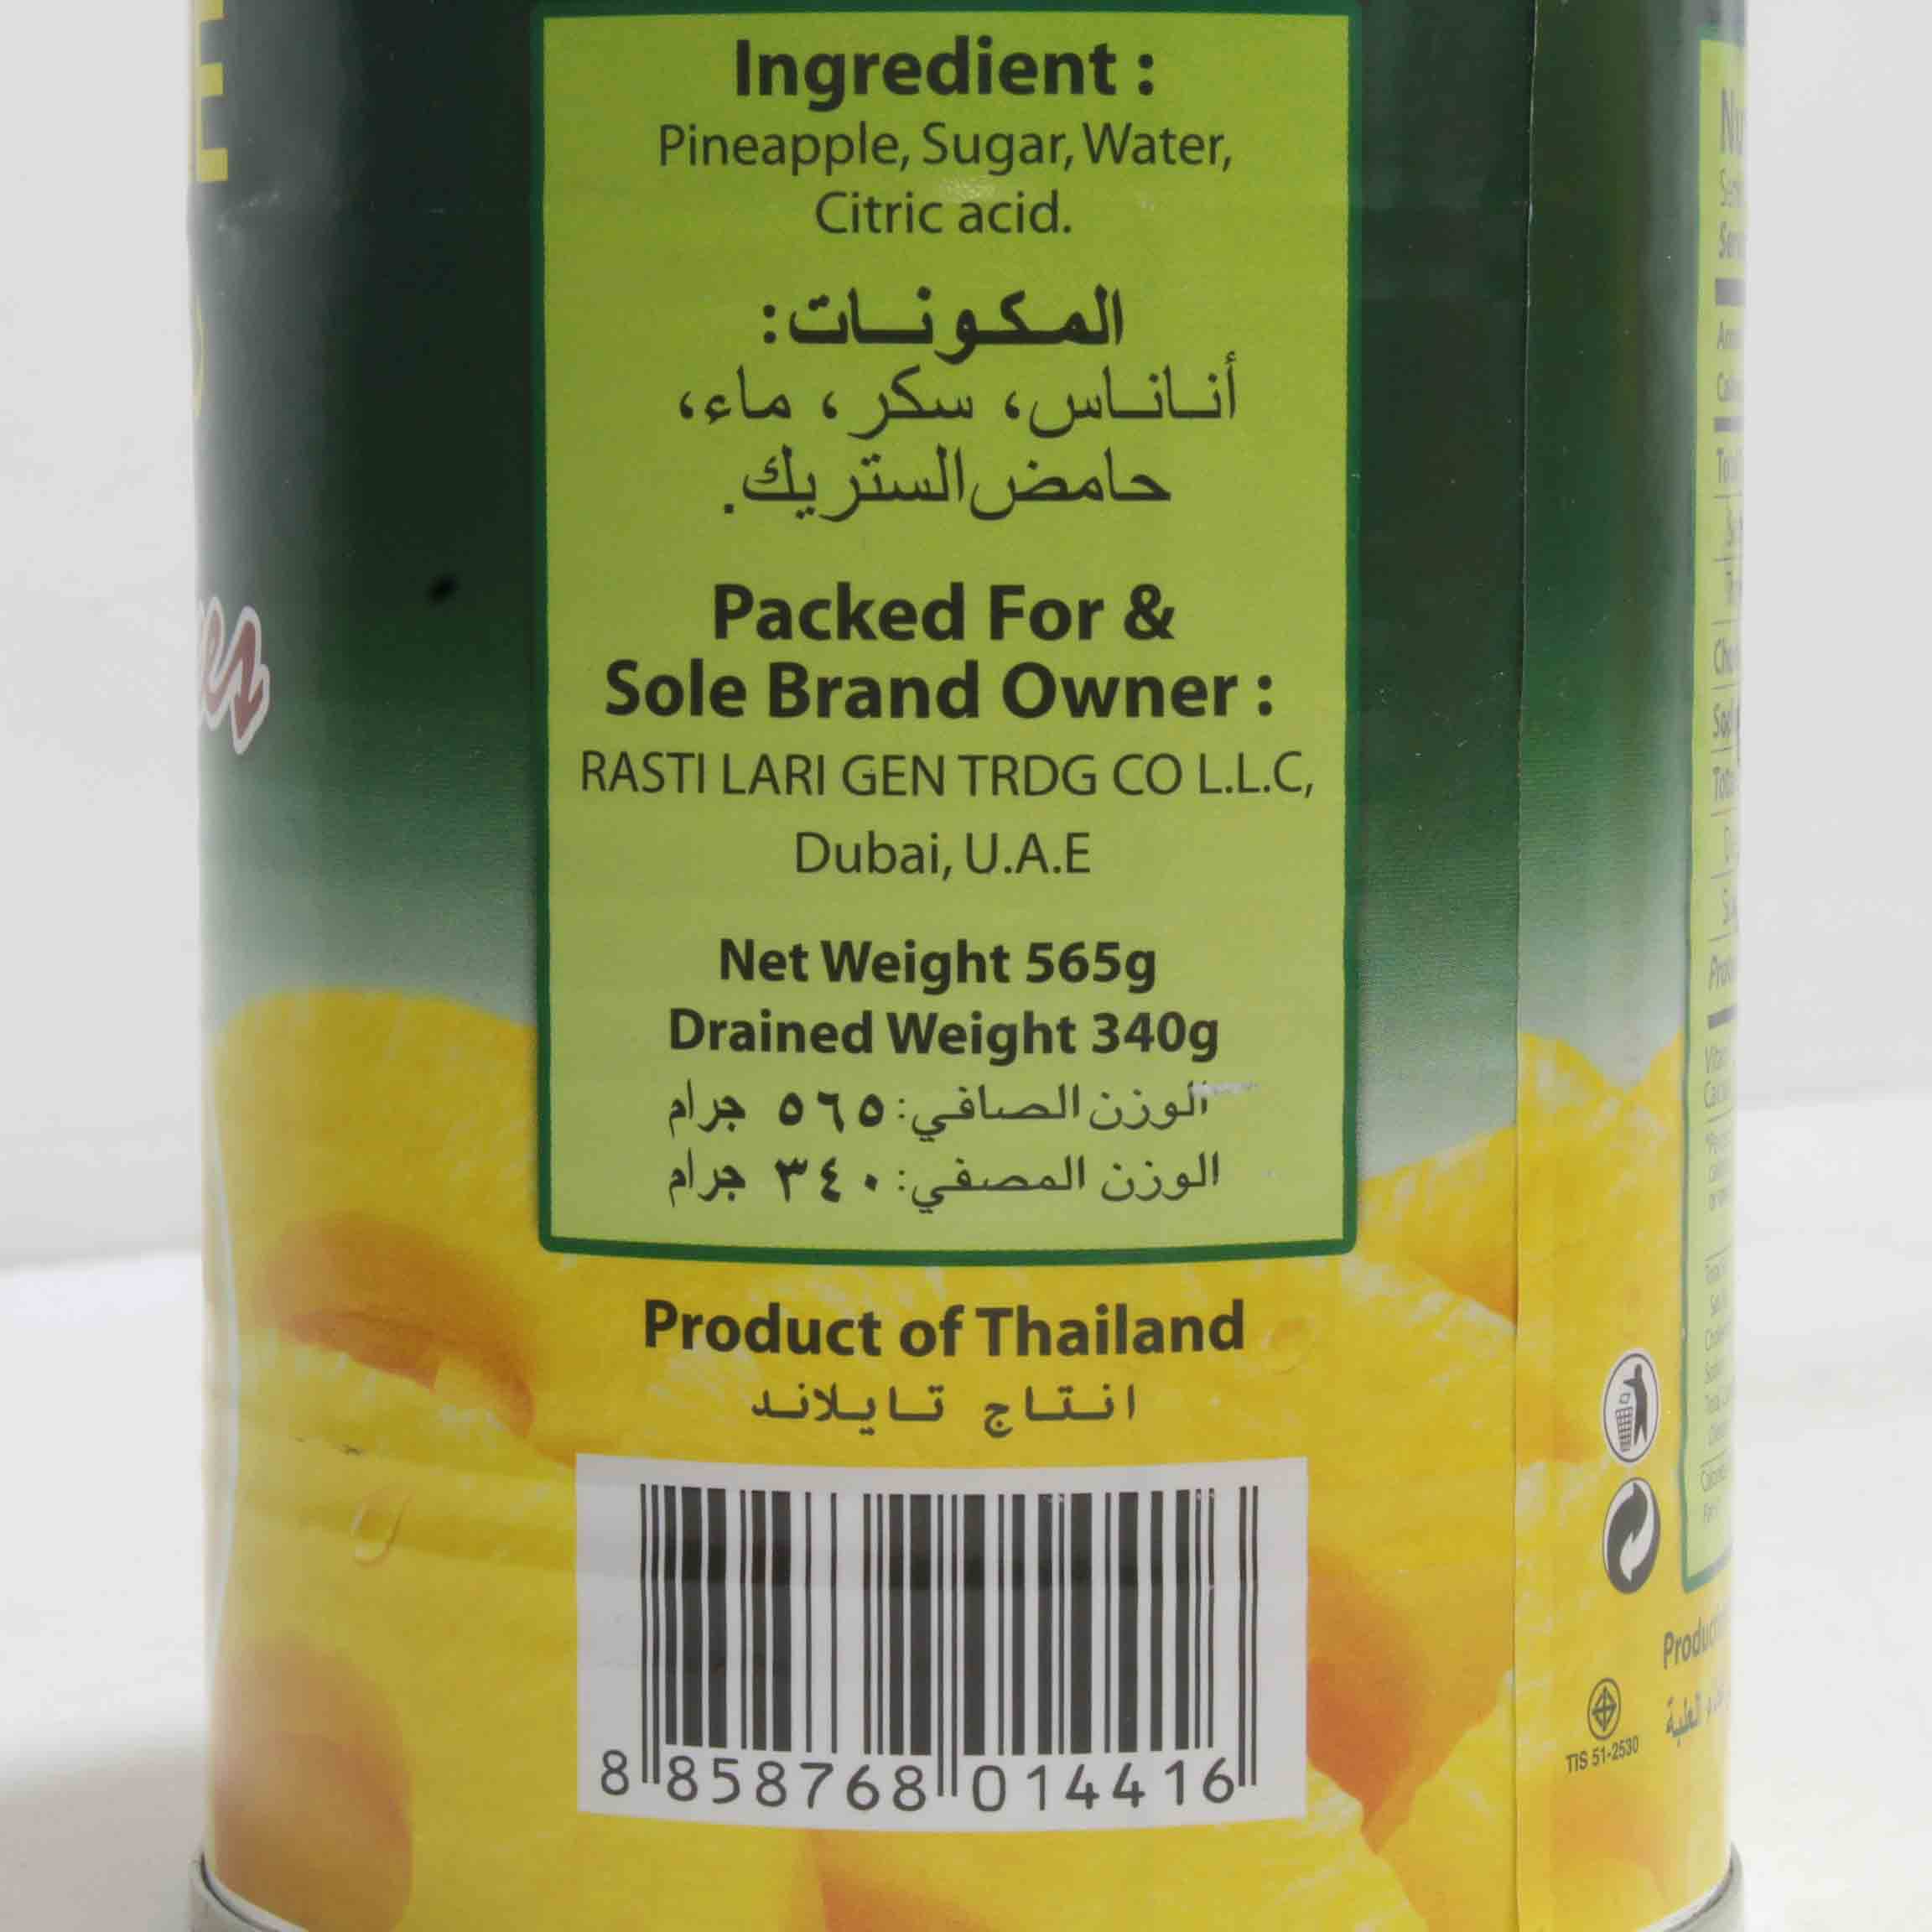 Ingredient :
Pineapple, Sugar, Water,
Citric acid.
المكونات:
أناناس، سكر، ماء،
حامض الستريك.
Packed For &
Sole Brand Owner :
RASTI LARI GEN TRDG CO L.L.C,
Dubai, U.A.E
Net Weight 565g
Drained Weight 340g
الوزن الصافي: ٥٦٥ جرام
الوزن المصفي: ٣٤٠ جرام
Product of Thailand
انتاج تايلاند
8 858768 014416
TIS 51-2530